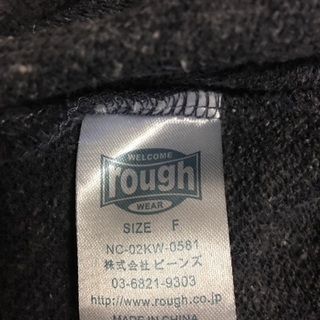 WELCOME
rough
WEAR
SIZE F
NC-02KW-0581
株式会社ビーンズ
03-6821-9303
http://www.rough.co.jp
MADE IN CHINA